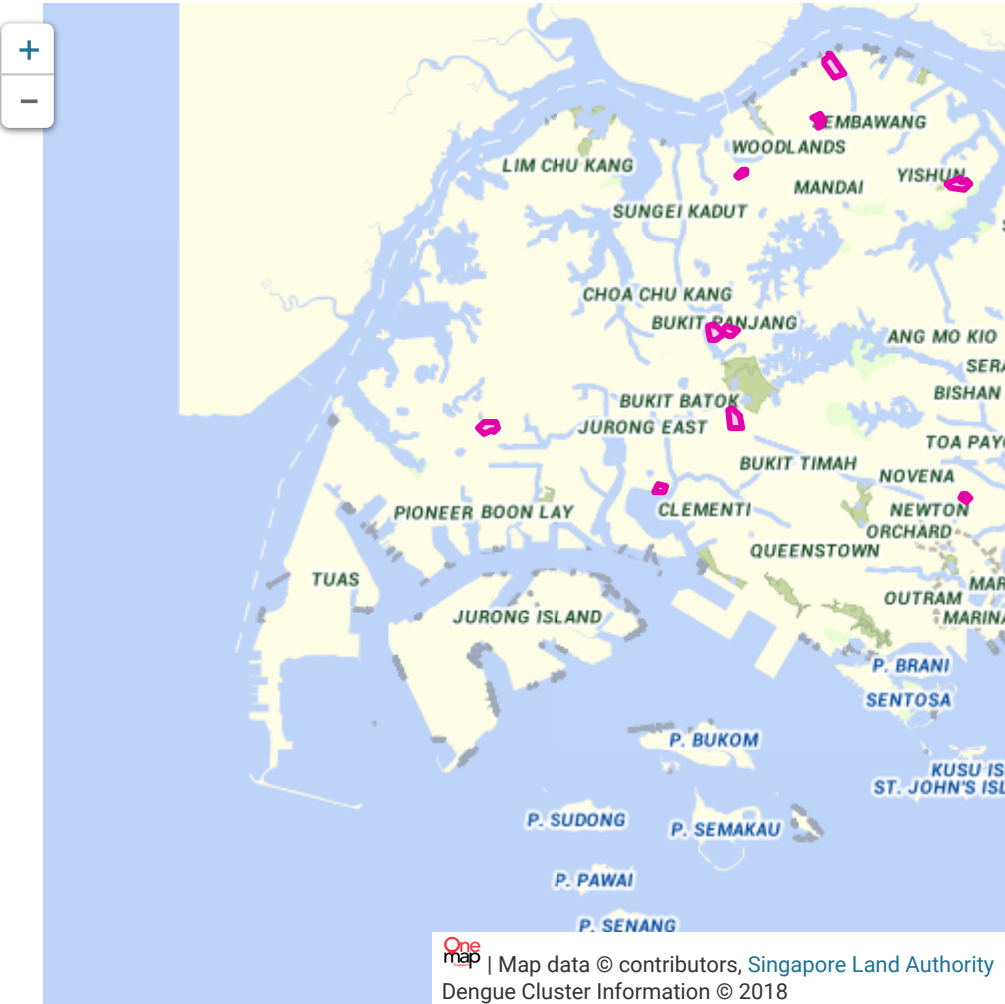 +
−
SEMBAWANG
WOODLANDS
LIM CHU KANG
YISHUN
MANDAI
SUNGEI KADUT
CHOA CHU KANG
BUKIT PANJANG
ANG MO KIO
SERA
BISHAN
BUKIT BATOK
JURONG EAST
TOA PAYO
BUKIT TIMAH
NOVENA
PIONEER BOON LAY
CLEMENTI
NEWTON
ORCHARD
QUEENSTOWN
TUAS
MAR
OUTRAM
JURONG ISLAND
MARINA
P. BRANI
SENTOSA
P. BUKOM
KUSU IS
ST. JOHN'S ISL
P. SUDONG
P. SEMAKAU
P. PAWAI
P. SENANG
One
map | Map data © contributors, Singapore Land Authority
Dengue Cluster Information © 2018